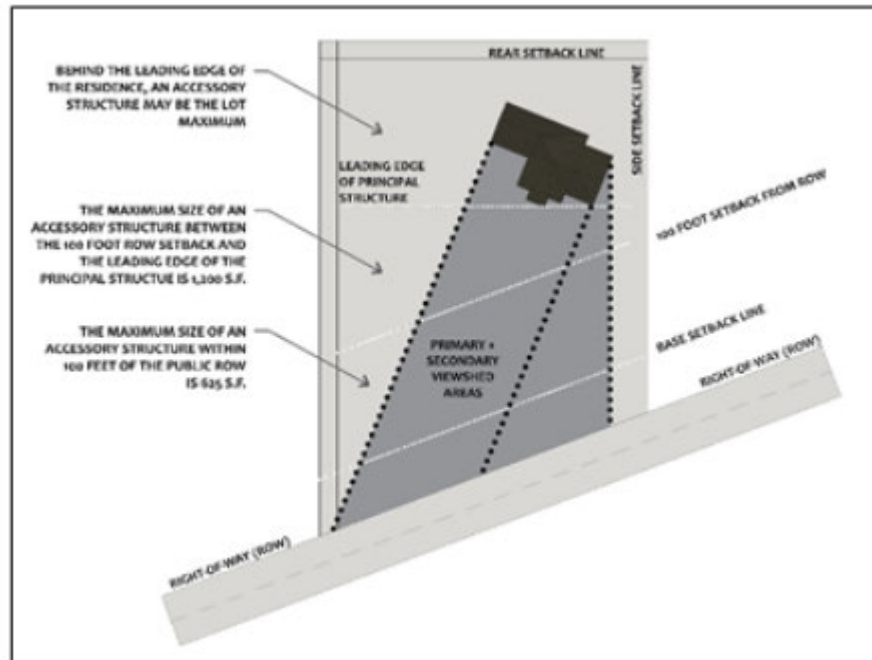 REAR SETBACK LINE
BEHIND THE LEADING EDGE OF
THE RESIDENCE, AN ACCESSORY
STRUCTURE MAY BE THE LOT
MAXIMUM
SIDE SETBACK LINE
LEADING EDGE
OF PRINCIPAL
STRUCTURE
THE MAXIMUM SIZE OF AN
ACCESSORY STRUCTURE BETWEEN
THE 100 FOOT ROW SETBACK AND
THE LEADING EDGE OF THE
PRINCIPAL STRUCTUE IS 1,200 S.F.
100 FOOT SETBACK FROM ROW
THE MAXIMUM SIZE OF AN
ACCESSORY STRUCTURE WITHIN
100 FEET OF THE PUBLIC ROW
IS 625 S.F.
PRIMARY +
SECONDARY
VIEWSHED
AREAS
BASE SETBACK LINE
RIGHT-OF-WAY (ROW)
RIGHT-OF-WAY (ROW)